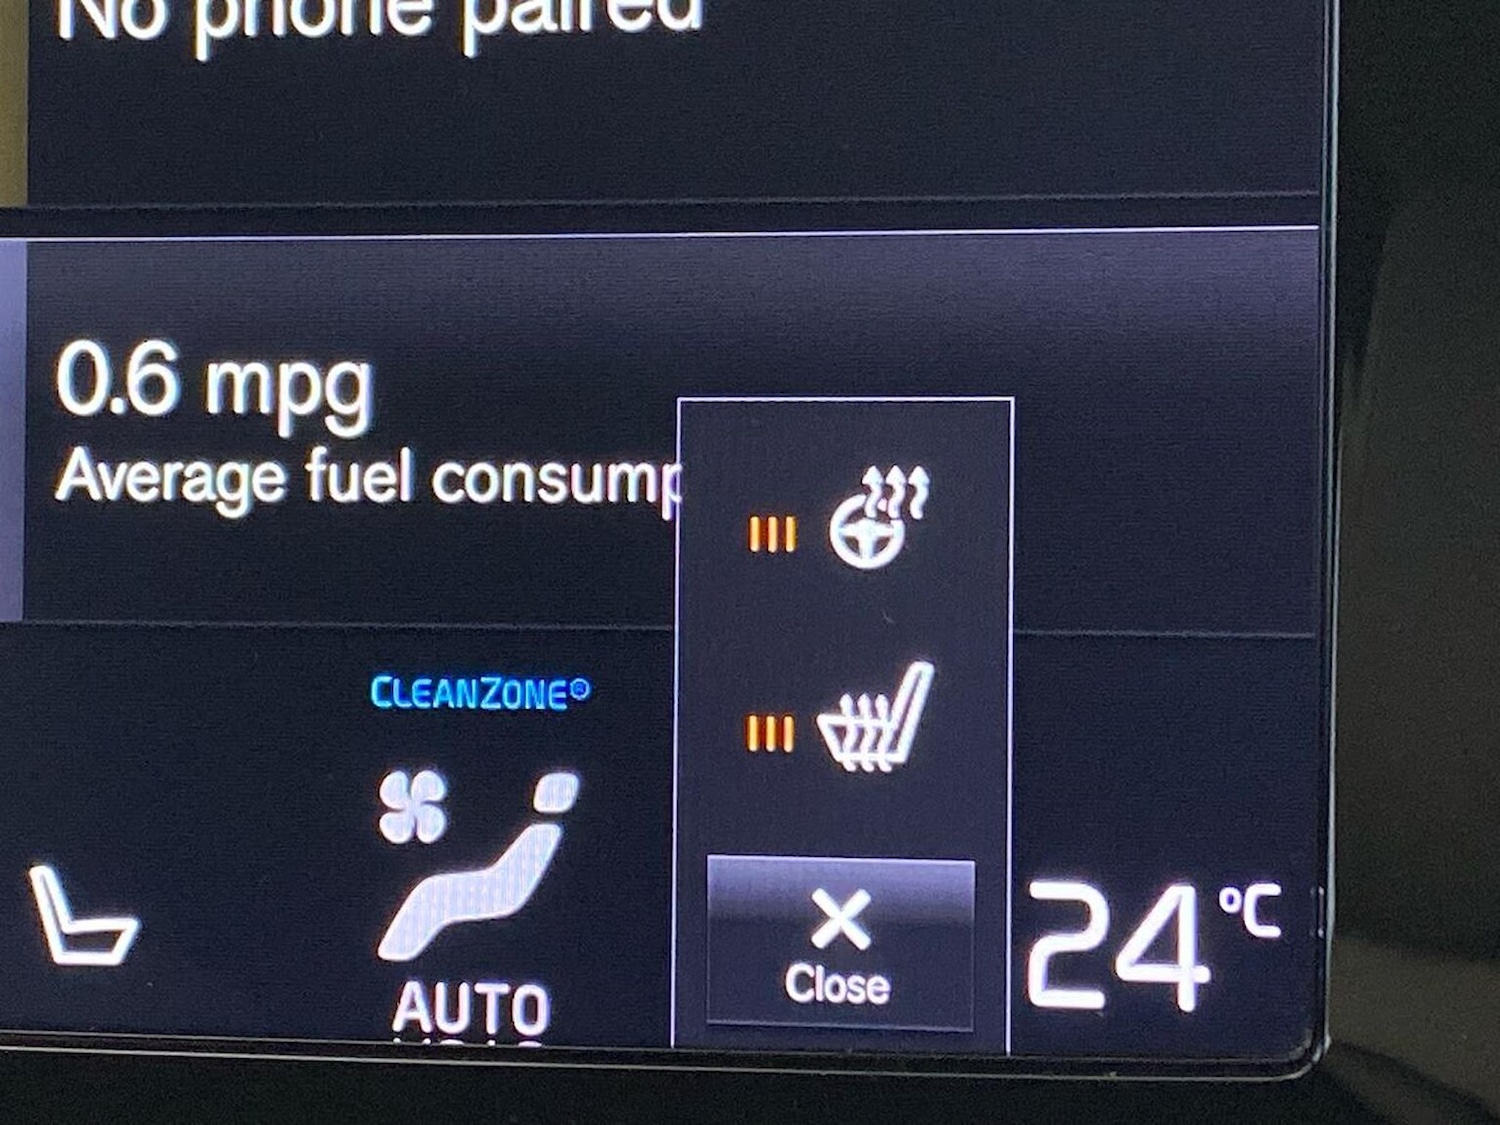 No phone paired
0.6 mpg
Average fuel consump
CLEANZONE®
AUTO
Close
24 °C